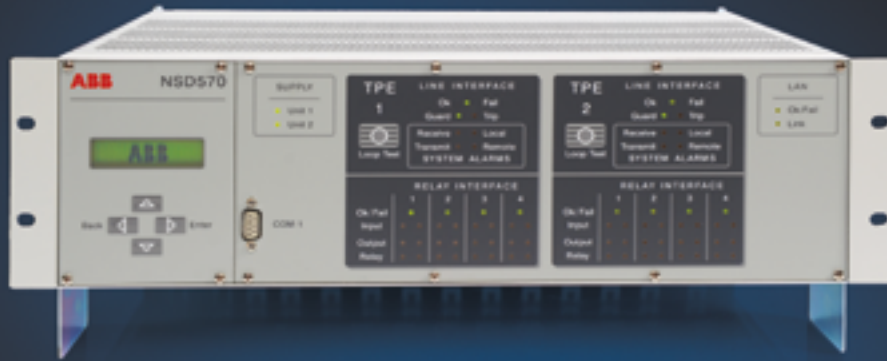 ABB NSD570
ABB
Back
Enter
SUPPLY
Unit 1
Unit 2
COM 1
TPE
1
Loop Test
LINE INTERFACE
Ok Fail
Guard Trip
Receive Local
Transmit Remote
SYSTEM ALARMS
RELAY INTERFACE
1 2 3 4
Ok/Fail
Input
Output
Relay
TPE
2
Loop Test
LINE INTERFACE
Ok Fail
Guard Trip
Receive Local
Transmit Remote
SYSTEM ALARMS
RELAY INTERFACE
1 2 3 4
Ok/Fail
Input
Output
Relay
LAN
Ok/Fail
Link